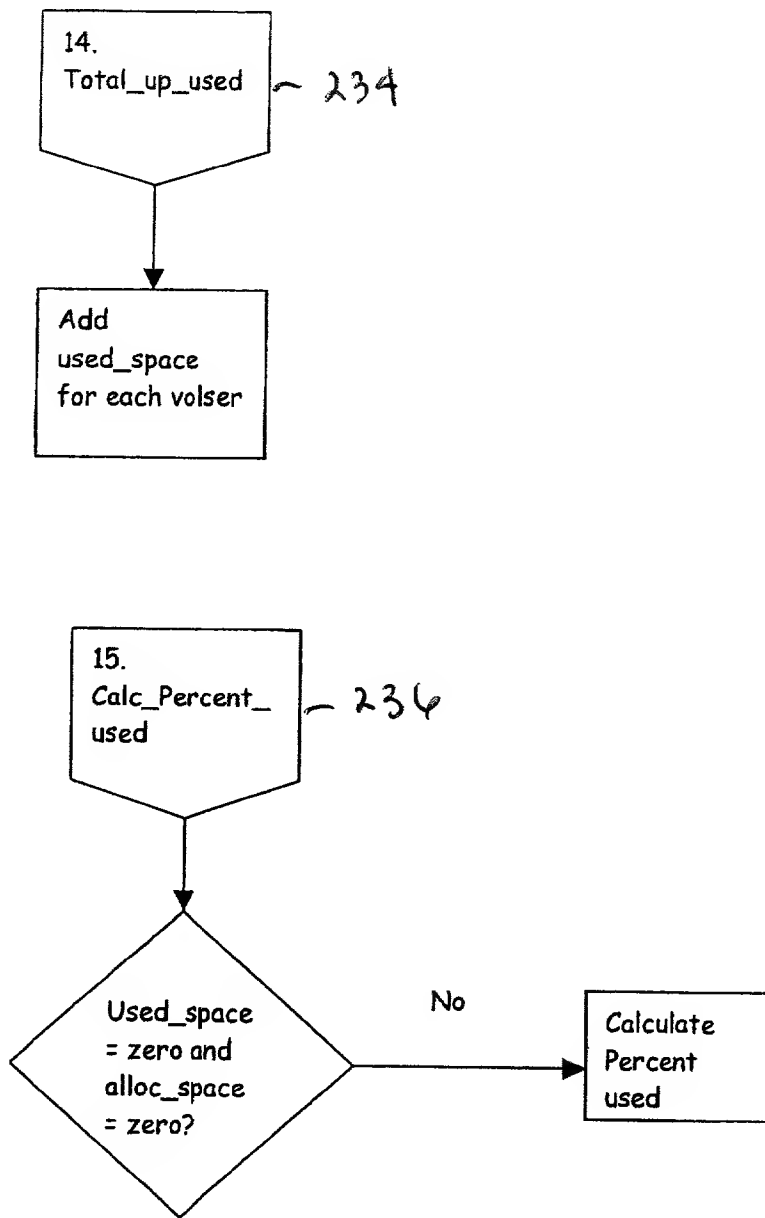 14.
Total_up_used
234
Add
used_space
for each volser
15.
Calc_Percent_
used
236
Used_space
= zero and
alloc_space
= zero?
No
Calculate
Percent
used